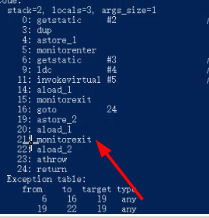 Code:
stack=2, locals=3, args_size=1
0: getstatic #2 /
3: dup
4: astore_1
5: monitorenter
6: getstatic #3 /
9: ldc #4 /
11: invokevirtual #5 /
14: aload_1
15: monitorexit
16: goto 24
19: astore_2
20: aload_1
21: monitorexit
22: aload_2
23: athrow
24: return
Exception table:
from to target type
6 16 19 any
19 22 19 any